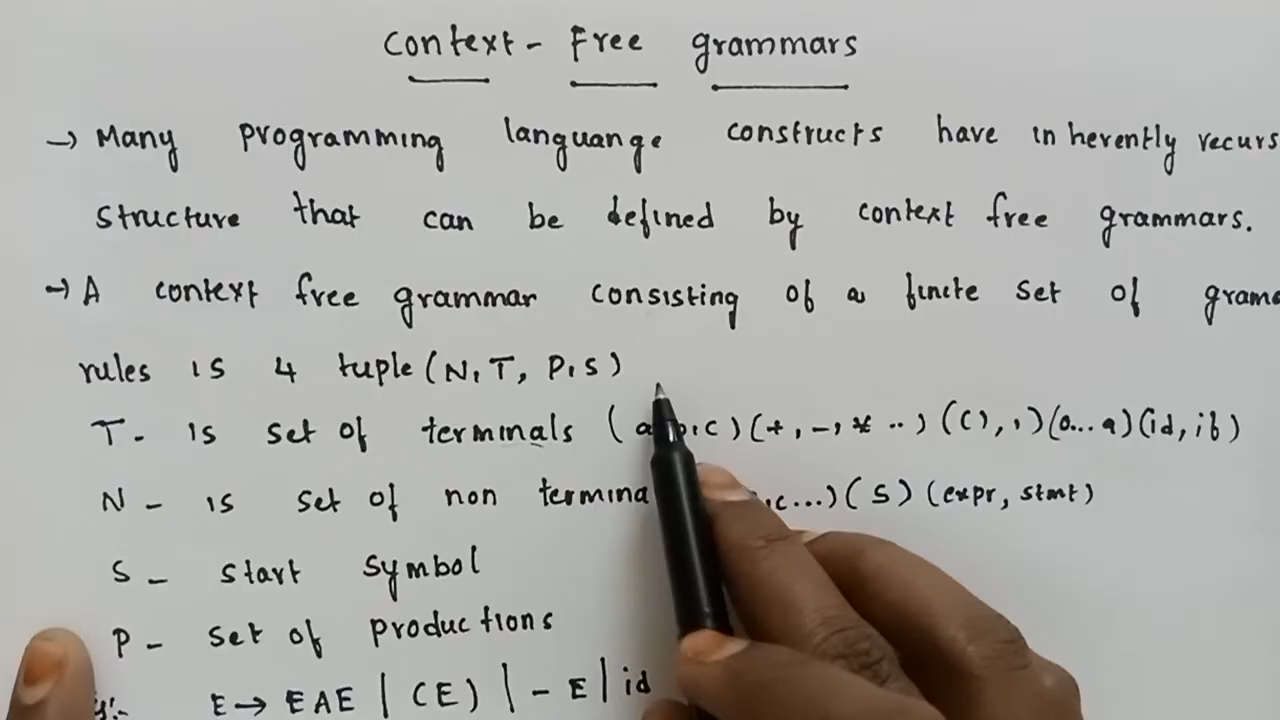 Context - Free grammars
→ Many programming languange constructs have inherently recurs
structure that can be defined by context free grammars.
→ A context free grammar consisting of a finite set of gram
rules is 4 tuple (N, T, P, S)
T - is set of terminals (a, b, c) (+, -, * ..) ((), ,) (0...9) (id, if)
N - is set of non termina ,c...) (S) (expr, stmt)
S - start symbol
P - set of productions
E → EAE | (E) | - E | id